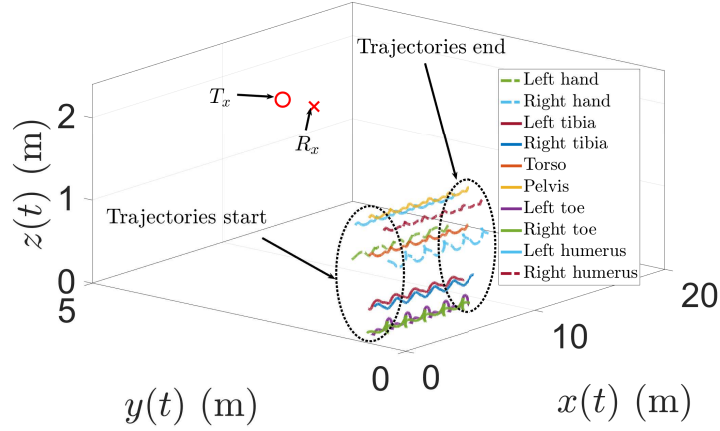 Trajectories end
Left hand
Right hand
Left tibia
Right tibia
Torso
Pelvis
Left toe
Right toe
Left humerus
Right humerus
T_x
R_x
Trajectories start
z(t) (m)
2
1
0
5
0
0
10
20
y(t) (m)
x(t) (m)